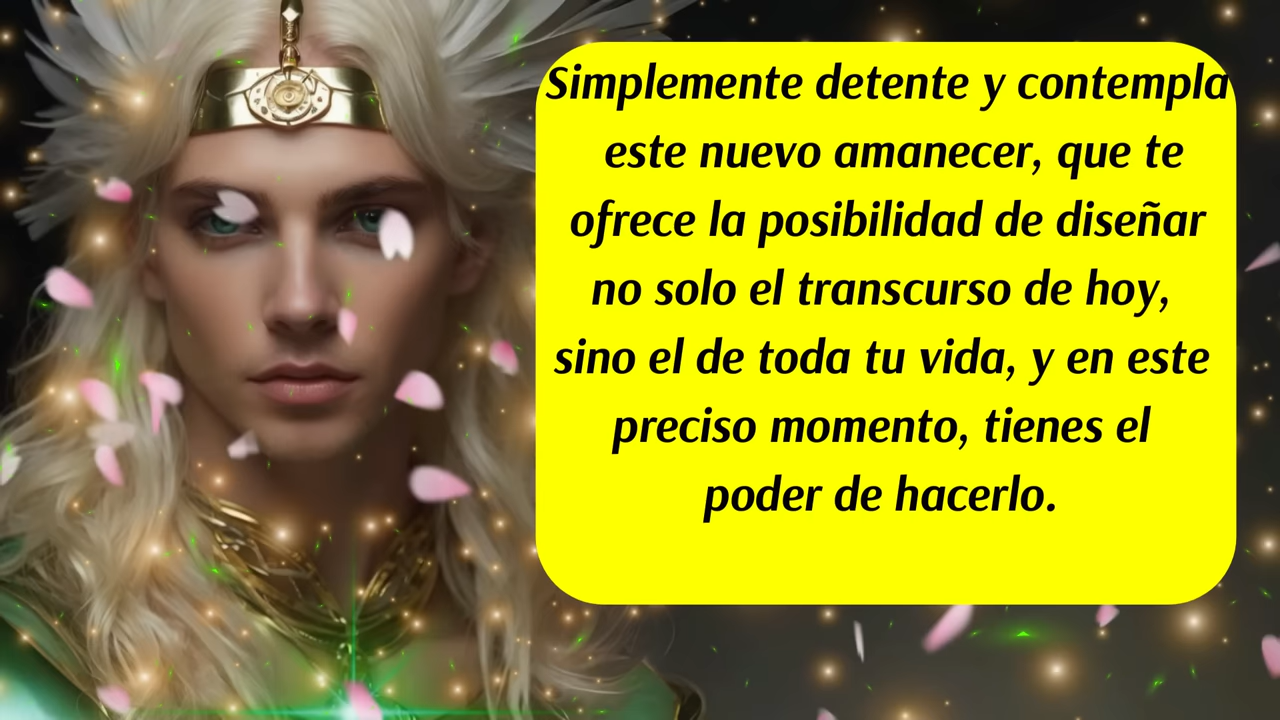 Simplemente detente y contempla
este nuevo amanecer, que te
ofrece la posibilidad de diseñar
no solo el transcurso de hoy,
sino el de toda tu vida, y en este
preciso momento, tienes el
poder de hacerlo.